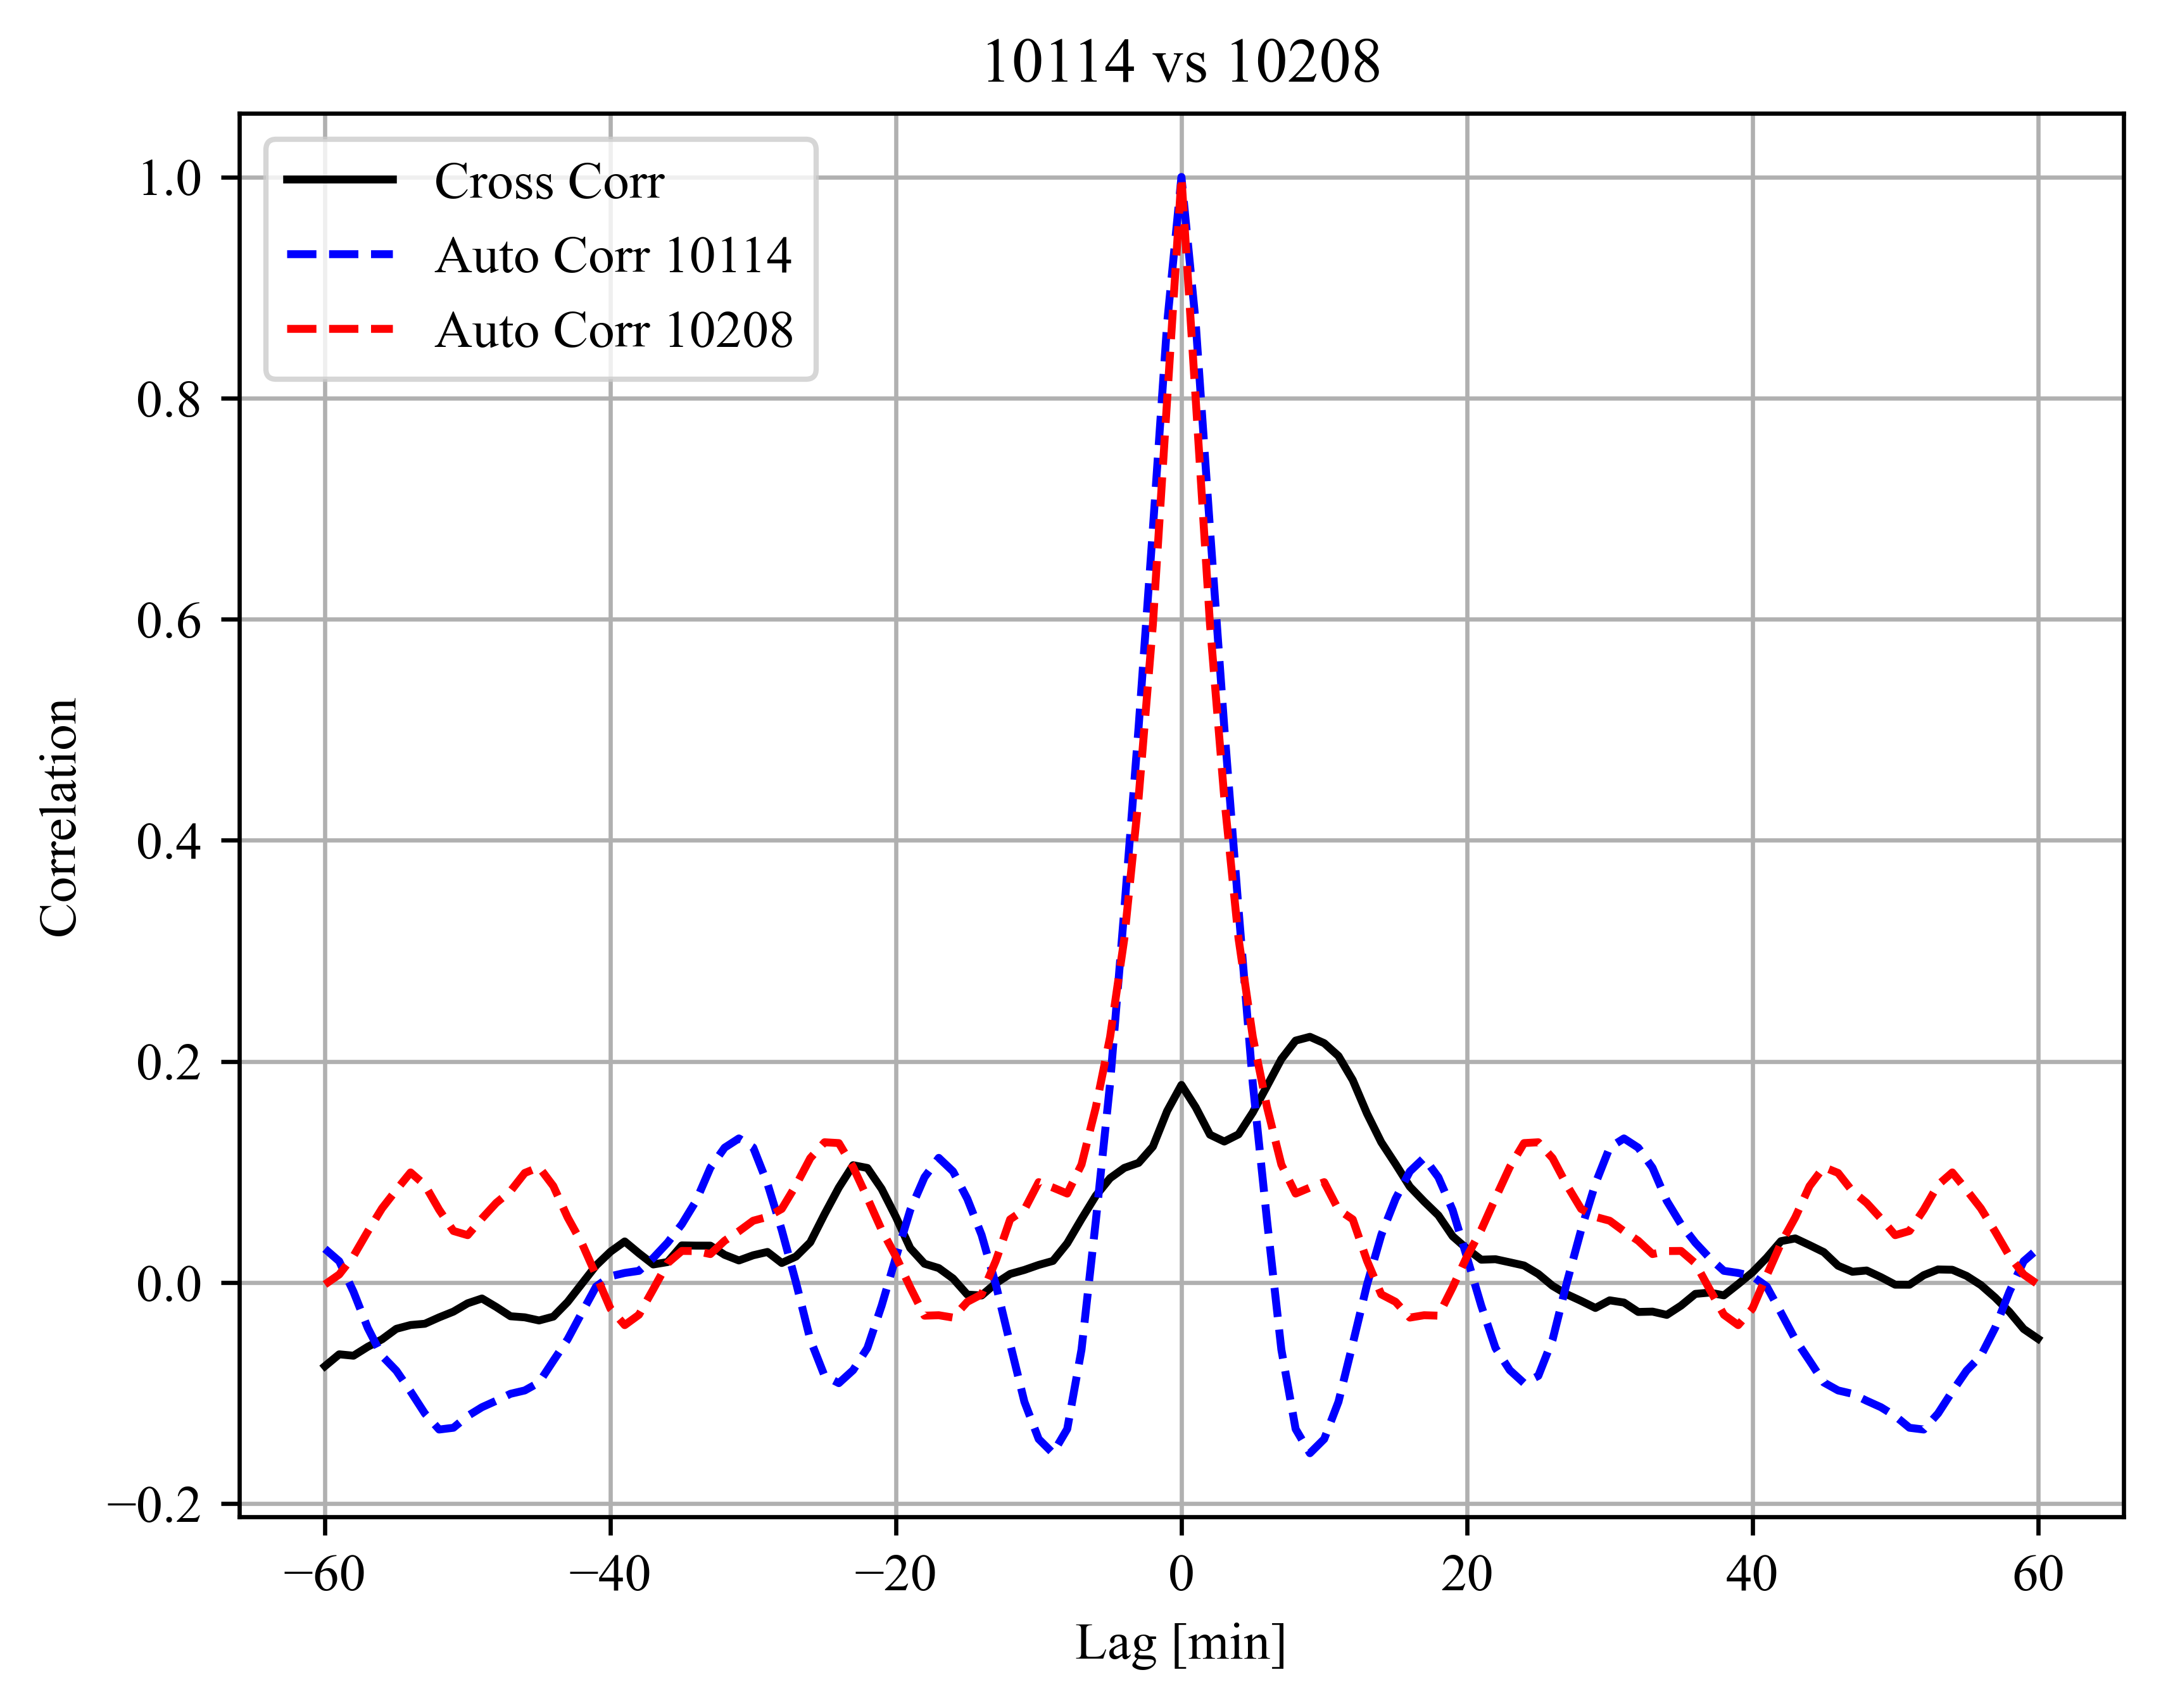 10114 vs 10208
Cross Corr
Auto Corr 10114
Auto Corr 10208
1.0
0.8
0.6
0.4
0.2
0.0
−0.2
Correlation
−60 −40 −20 0 20 40 60
Lag [min]